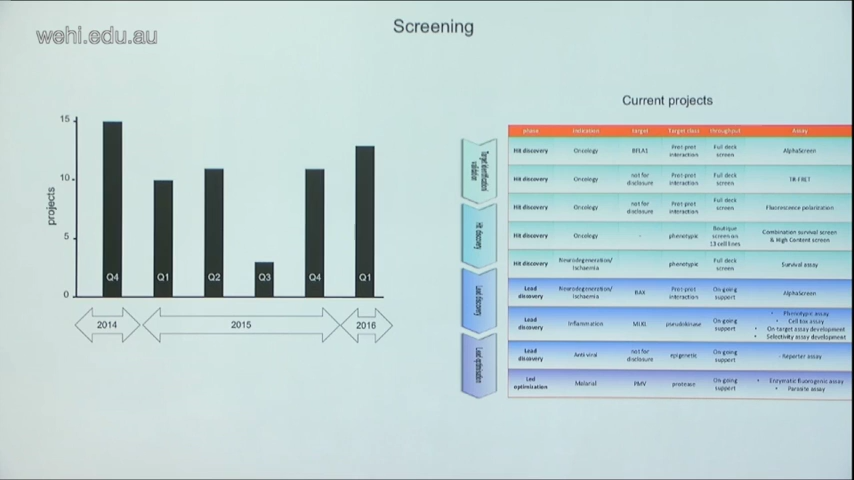 wehi.edu.au
Screening
15
10
5
0
projects
Q4
Q1
Q2
Q3
Q4
Q1
2014
2015
2016
Current projects
Target identification/
validation
Hit discovery
Lead discovery
Lead optimisation
phase Indication target Target class throughput Assay
Hit discovery Oncology BFLA1 Prot-prot interaction Full deck screen AlphaScreen
Hit discovery Oncology not for disclosure Prot-prot interaction Full deck screen TR-FRET
Hit discovery Oncology not for disclosure Prot-prot interaction Full deck screen Fluorescence polarization
Hit discovery Oncology - phenotypic Boutique screen on 13 cell lines Combination survival screen & High Content screen
Hit discovery Neurodegeneration/ Ischaemia phenotypic Full deck screen Survival assay
Lead discovery Neurodegeneration/ Ischaemia BAX Prot-prot interaction On going support AlphaScreen
Lead discovery Inflammation MLKL pseudokinase On going support • Phenotypic assay • Cell tox assay • On-target assay development • Selectivity assay development
Lead discovery Anti viral not for disclosure epigenetic On going support - Reporter assay
Led optimisation Malarial PMV protease On going support • Enzymatic fluorogenic assay • Parasite assay